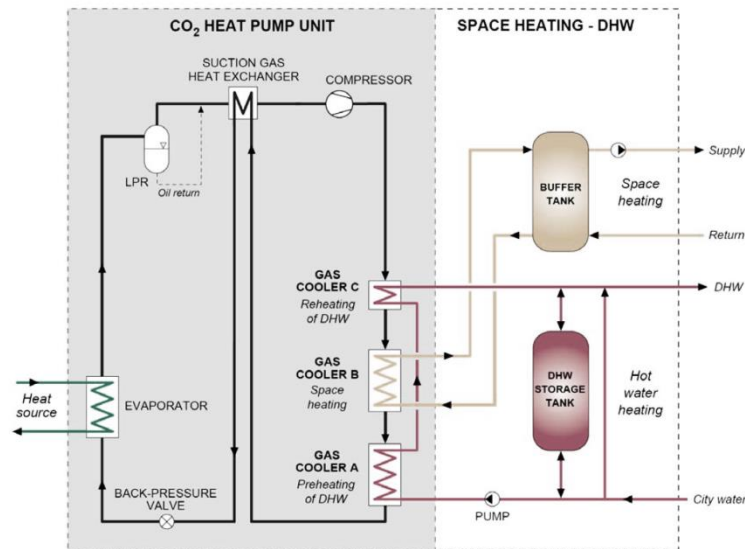 CO₂ HEAT PUMP UNIT
SPACE HEATING - DHW
SUCTION GAS
HEAT EXCHANGER
COMPRESSOR
LPR
Oil return
BUFFER
TANK
Supply
Space
heating
Return
GAS
COOLER C
Reheating
of DHW
DHW
GAS
COOLER B
Space
heating
DHW
STORAGE
TANK
Hot
water
heating
Heat
source
EVAPORATOR
GAS
COOLER A
Preheating
of DHW
BACK-PRESSURE
VALVE
PUMP
City water